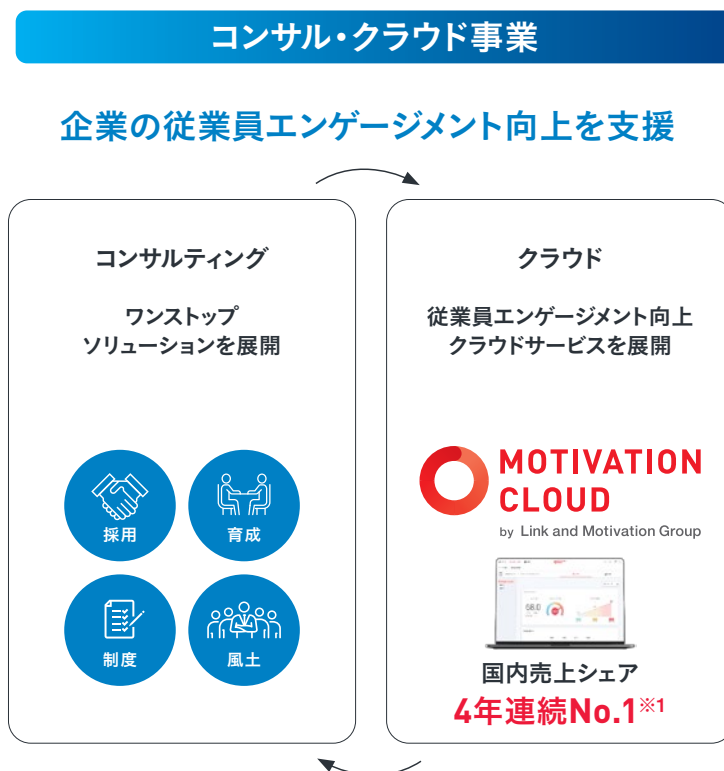 コンサル・クラウド事業
企業の従業員エンゲージメント向上を支援
コンサルティング
ワンストップ
ソリューションを展開
採用
育成
制度
風土
クラウド
従業員エンゲージメント向上
クラウドサービスを展開
MOTIVATION
CLOUD
by Link and Motivation Group
68.0
国内売上シェア
4年連続No.1※1